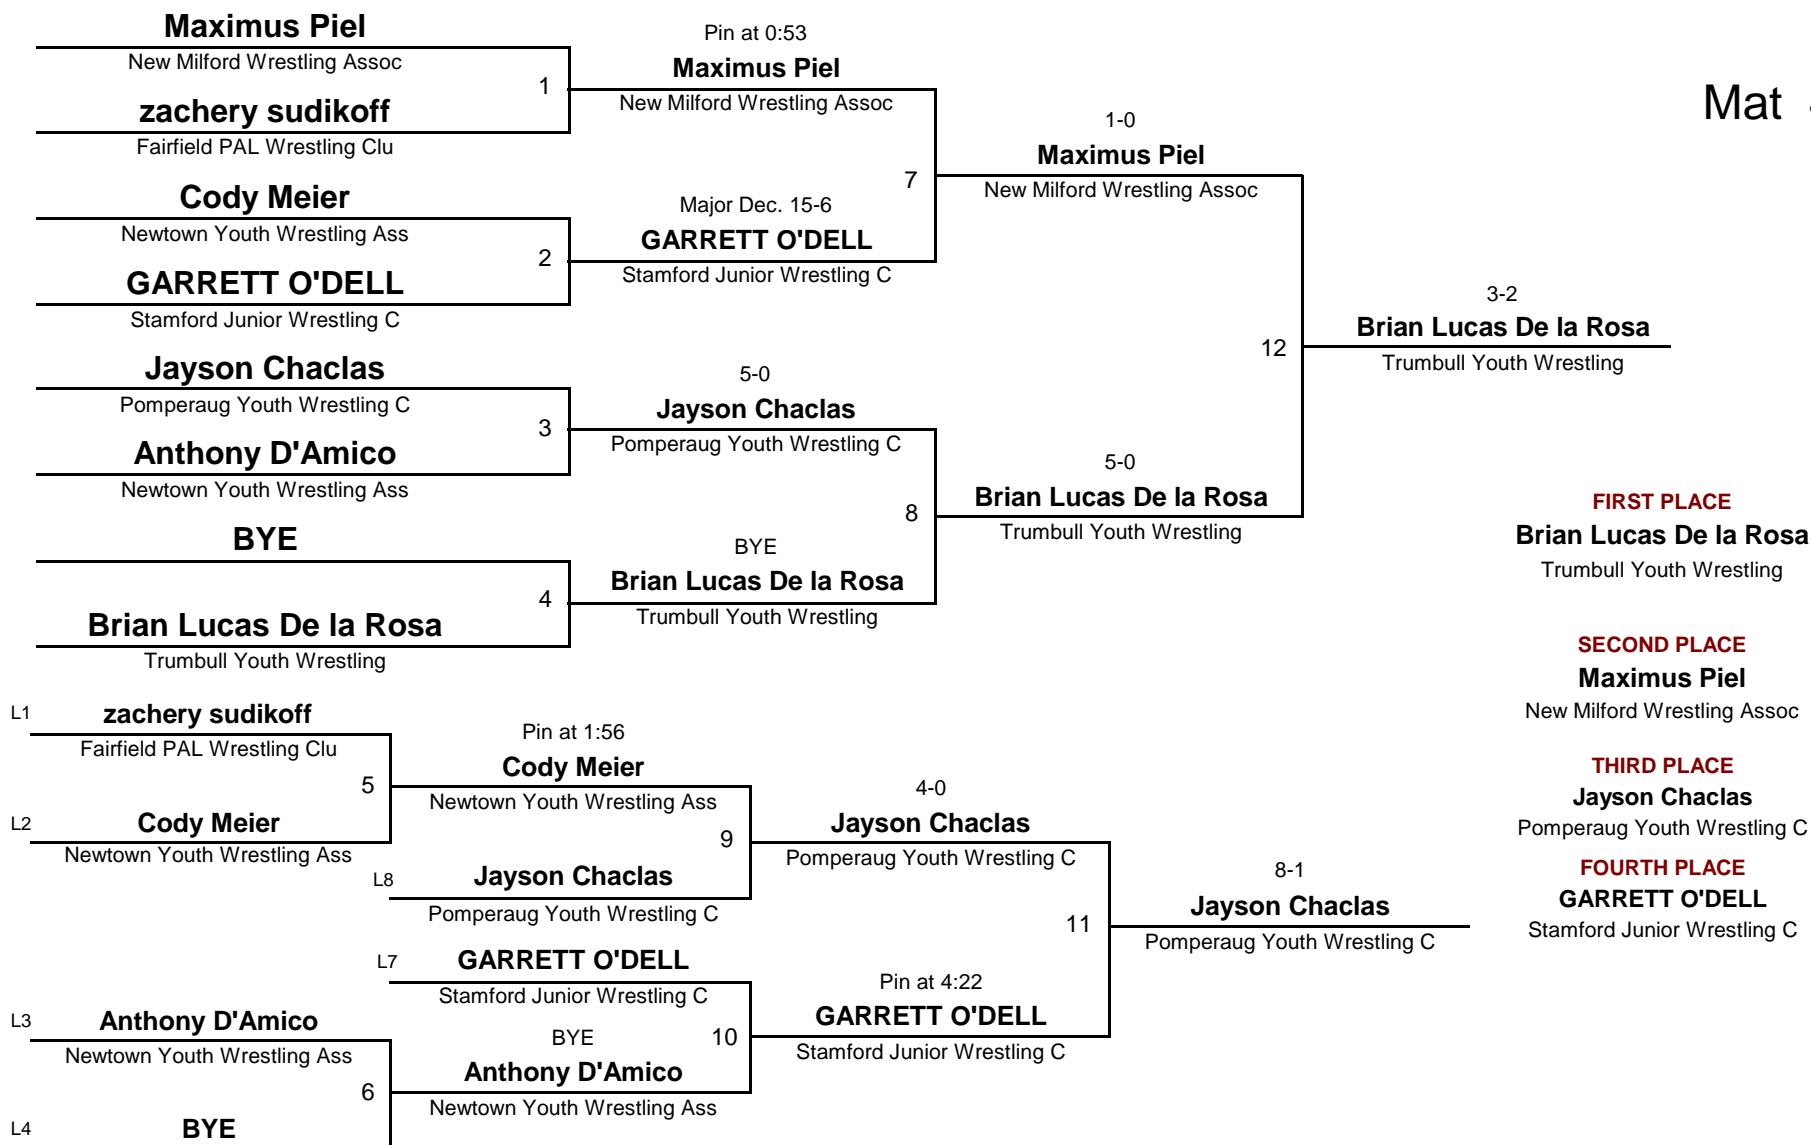 Maximus Piel
New Milford Wrestling Assoc
1
zachery sudikoff
Fairfield PAL Wrestling Clu
Cody Meier
Newtown Youth Wrestling Ass
2
GARRETT O'DELL
Stamford Junior Wrestling C
Jayson Chaclas
Pomperaug Youth Wrestling C
3
Anthony D'Amico
Newtown Youth Wrestling Ass
BYE
4
Brian Lucas De la Rosa
Trumbull Youth Wrestling
Pin at 0:53
Maximus Piel
New Milford Wrestling Assoc
7
Major Dec. 15-6
GARRETT O'DELL
Stamford Junior Wrestling C
5-0
Jayson Chaclas
Pomperaug Youth Wrestling C
8
BYE
Brian Lucas De la Rosa
Trumbull Youth Wrestling
1-0
Maximus Piel
New Milford Wrestling Assoc
12
5-0
Brian Lucas De la Rosa
Trumbull Youth Wrestling
3-2
Brian Lucas De la Rosa
Trumbull Youth Wrestling
Mat
L1 zachery sudikoff
Fairfield PAL Wrestling Clu
5
L2 Cody Meier
Newtown Youth Wrestling Ass
L3 Anthony D'Amico
Newtown Youth Wrestling Ass
6
L4 BYE
Pin at 1:56
Cody Meier
Newtown Youth Wrestling Ass
9
L8 Jayson Chaclas
Pomperaug Youth Wrestling C
L7 GARRETT O'DELL
Stamford Junior Wrestling C
BYE 10
Anthony D'Amico
Newtown Youth Wrestling Ass
4-0
Jayson Chaclas
Pomperaug Youth Wrestling C
11
Pin at 4:22
GARRETT O'DELL
Stamford Junior Wrestling C
8-1
Jayson Chaclas
Pomperaug Youth Wrestling C
FIRST PLACE
Brian Lucas De la Rosa
Trumbull Youth Wrestling
SECOND PLACE
Maximus Piel
New Milford Wrestling Assoc
THIRD PLACE
Jayson Chaclas
Pomperaug Youth Wrestling C
FOURTH PLACE
GARRETT O'DELL
Stamford Junior Wrestling C